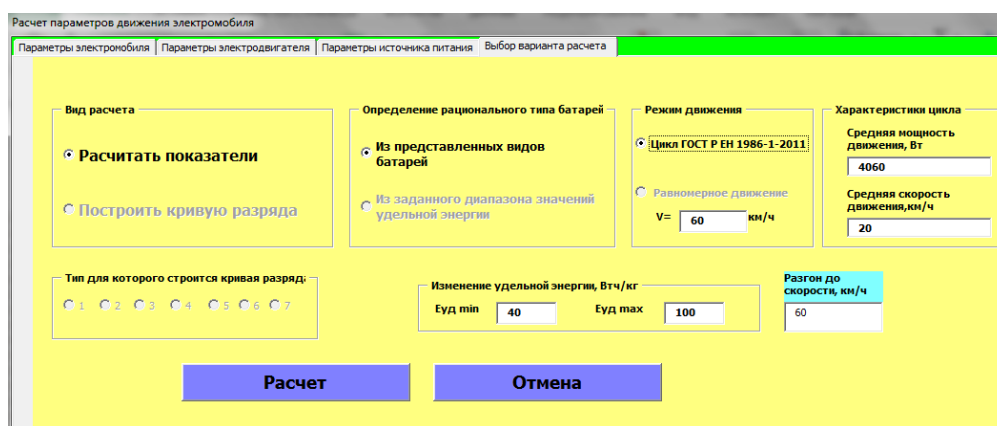 Расчет параметров движения электромобиля
Параметры электромобиля Параметры электродвигателя Параметры источника питания Выбор варианта расчета
Вид расчета
Расчитать показатели
Построить кривую разряда
Определение рационального типа батарей
Из представленных видов
батарей
Из заданного диапазона значений
удельной энергии
Режим движения
Цикл ГОСТ Р ЕН 1986-1-2011
Равномерное движение
V= 60 км/ч
Характеристики цикла
Средняя мощность
движения, Вт
4060
Средняя скорость
движения,км/ч
20
Тип для которого строится кривая разряд
1 2 3 4 5 6 7
Изменение удельной энергии, Втч/кг
Еуд min 40 Еуд max 100
Разгон до
скорости, км/ч
60
Расчет Отмена